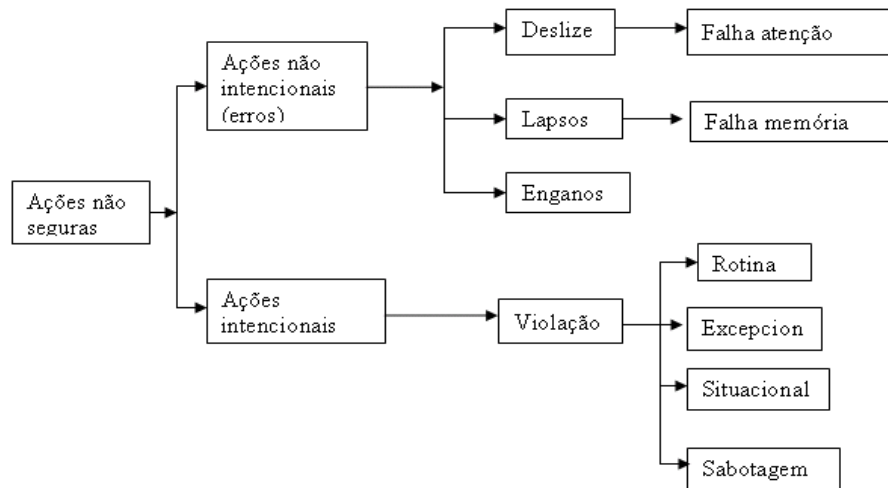 Deslize
Falha atenção
Ações não
intencionais
(erros)
Lapsos
Falha memória
Enganos
Ações não
seguras
Rotina
Ações
intencionais
Violação
Excepcion
Situacional
Sabotagem